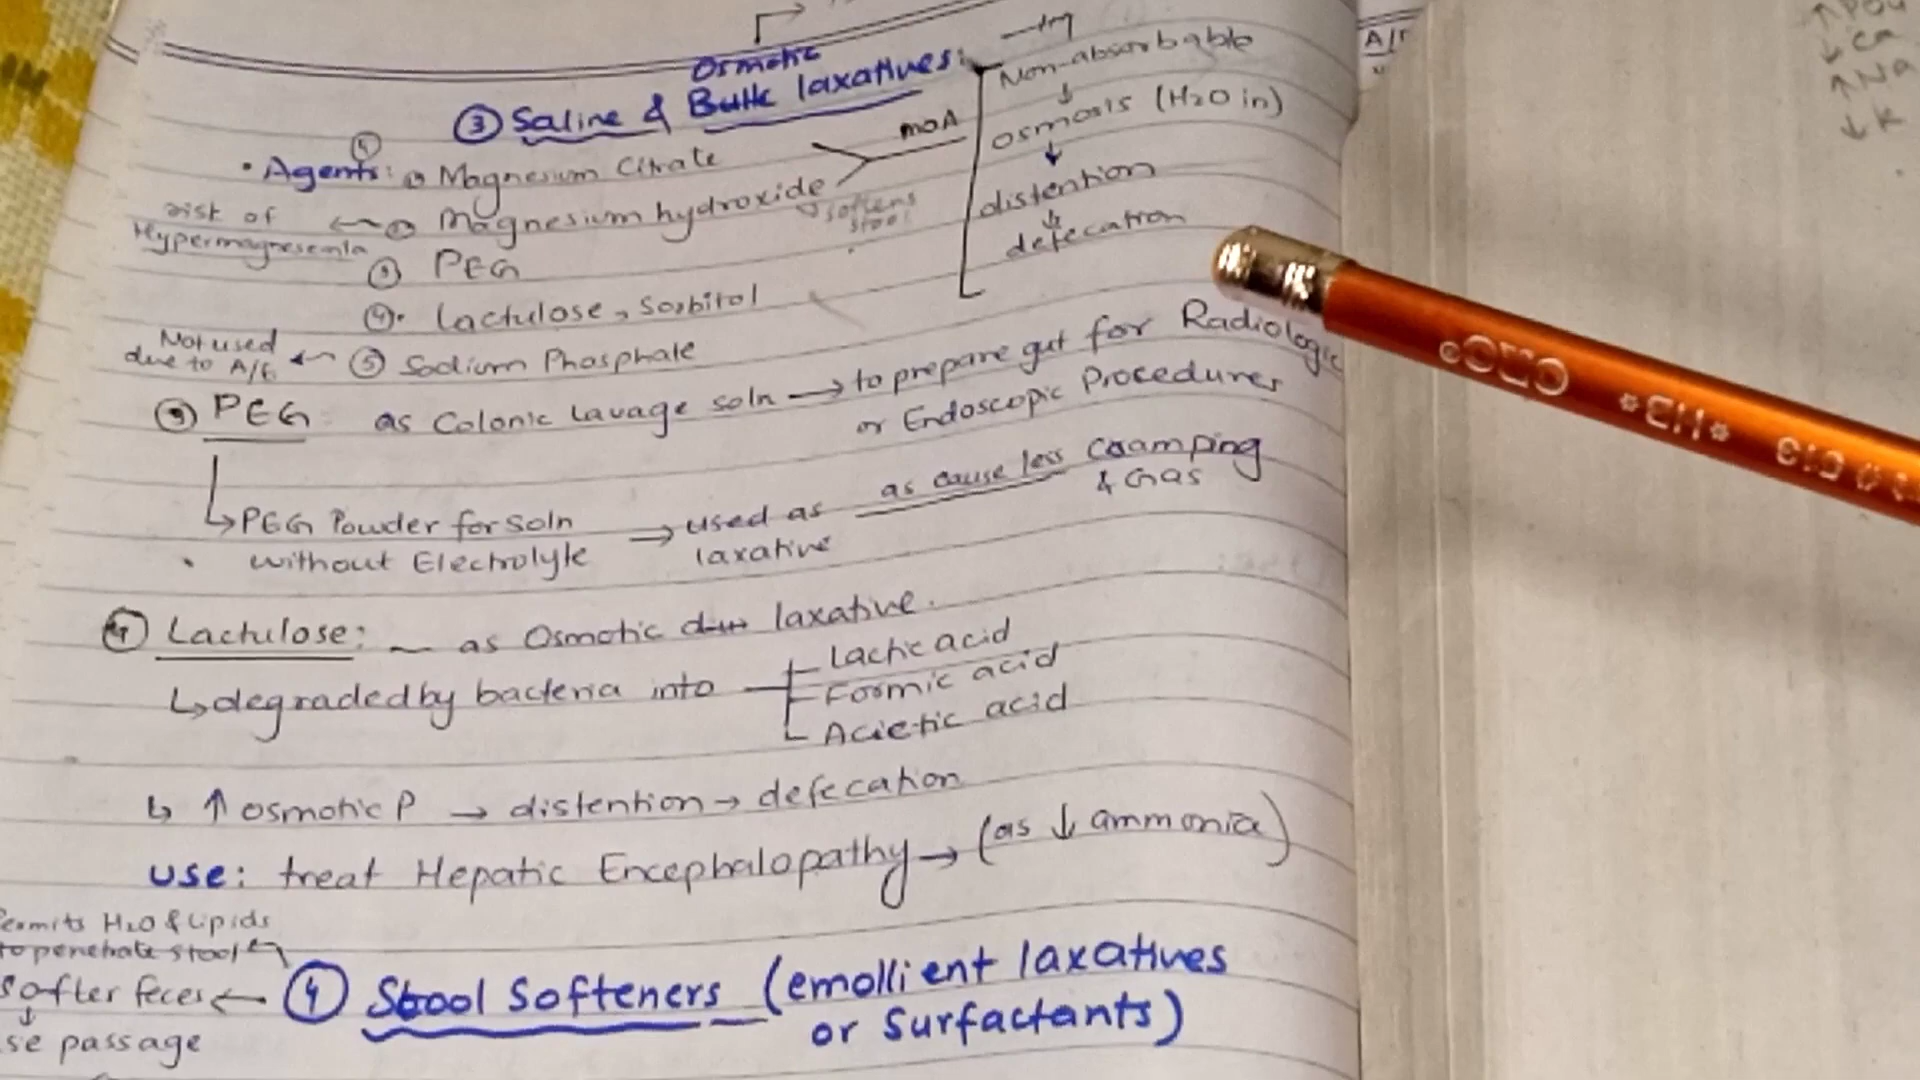 Osmotic
③ Saline & Bulk laxatives:
• Agents: ① Magnesium Citrate
② Magnesium hydroxide
softens
stool
risk of
Hypermagnesemia
③ PEG
④• Lactulose, Sorbitol
⑤ Sodium Phosphate
Not used
due to A/E
MOA
Non-absorbable
↓
osmosis (H2O in)
↓
distention
↓
defecation
③ PEG: as Colonic Lavage soln → to prepare gut for Radiologic
or Endoscopic Procedures
↳ PEG Powder for soln
without Electrolyte
→ used as
laxative
as cause less Cramping
& Gas
④ Lactulose: as Osmotic laxative.
↳ degraded by bacteria into
Lactic acid
Formic acid
Acietic acid
↳ ↑ osmotic P → distention → defecation
use: treat Hepatic Encephalopathy → (as ↓ ammonia)
④ Stool Softeners (emollient laxatives
or Surfactants)
ermits H2O & Lipids
to penetrate stool
softer feces ←
↓
se passage
A/E
↓ Ca
↑ Na
↓ K